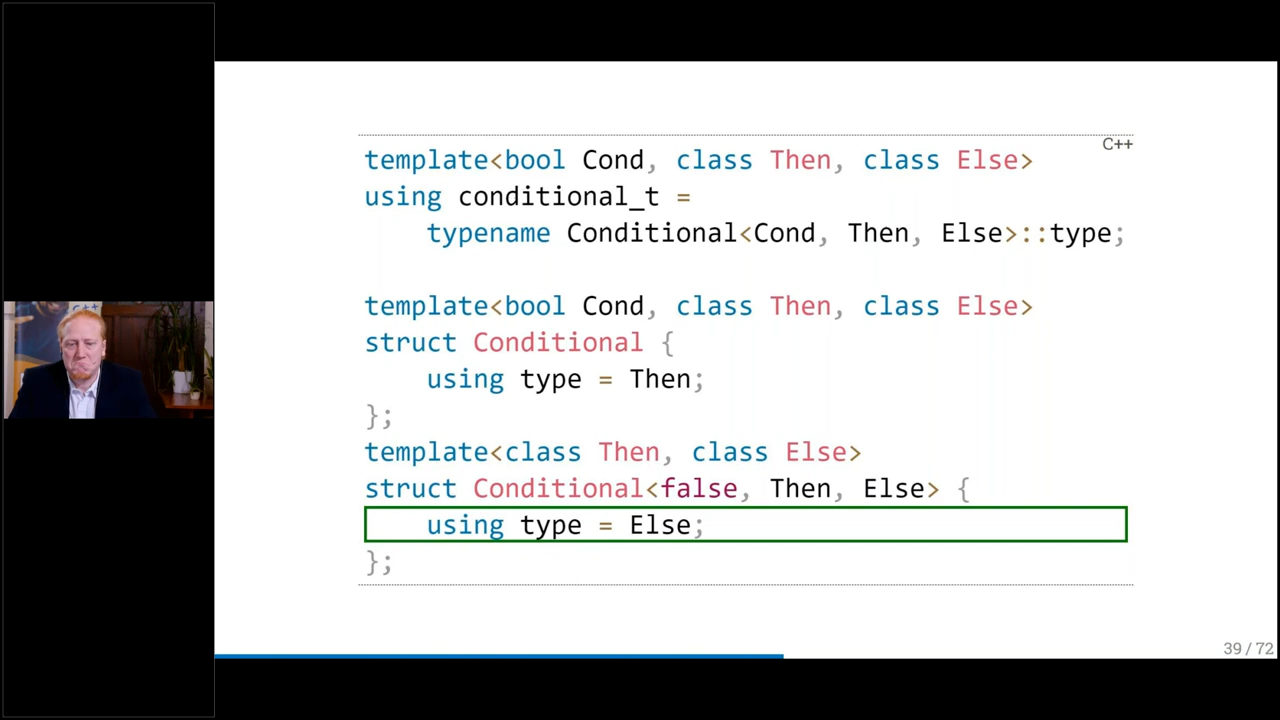 C++
template<bool Cond, class Then, class Else>
using conditional_t =
typename Conditional<Cond, Then, Else>::type;
template<bool Cond, class Then, class Else>
struct Conditional {
using type = Then;
};
template<class Then, class Else>
struct Conditional<false, Then, Else> {
using type = Else;
};
39 / 72
C++